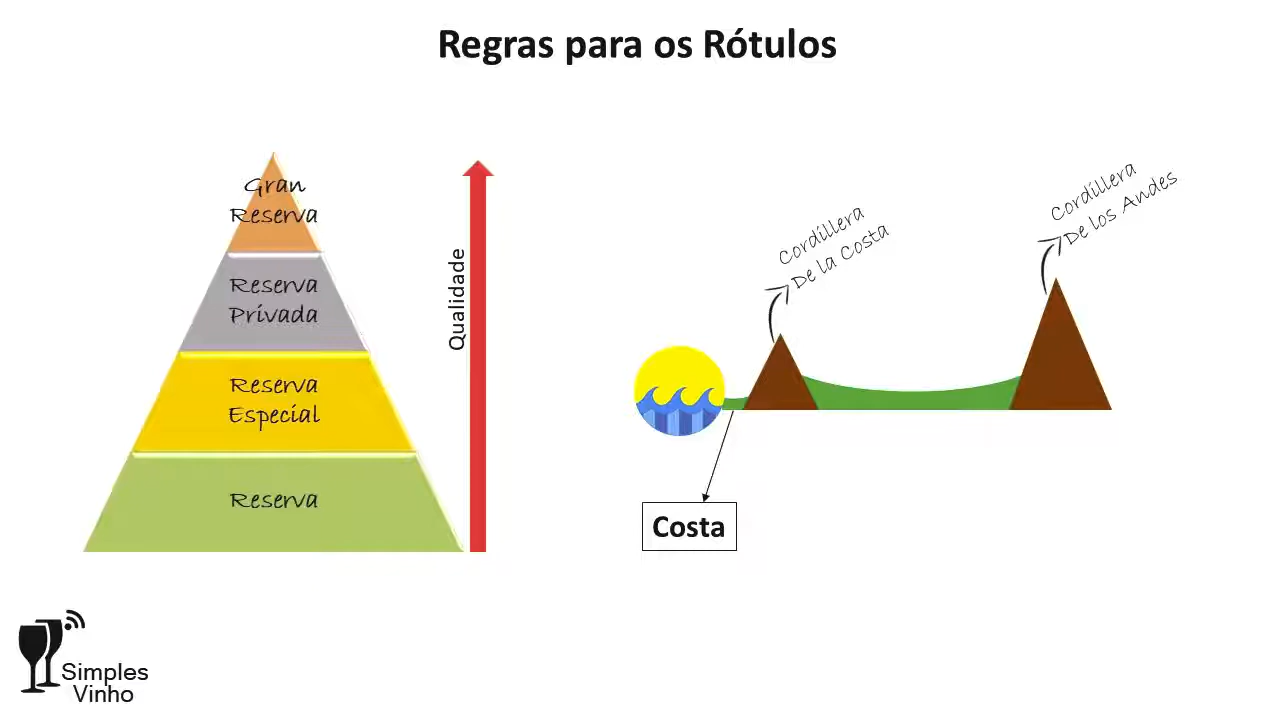 Regras para os Rótulos
Gran
Reserva
Reserva
Privada
Reserva
Especial
Reserva
Qualidade
Cordillera
De la Costa
Cordillera
De los Andes
Costa
Simples
Vinho